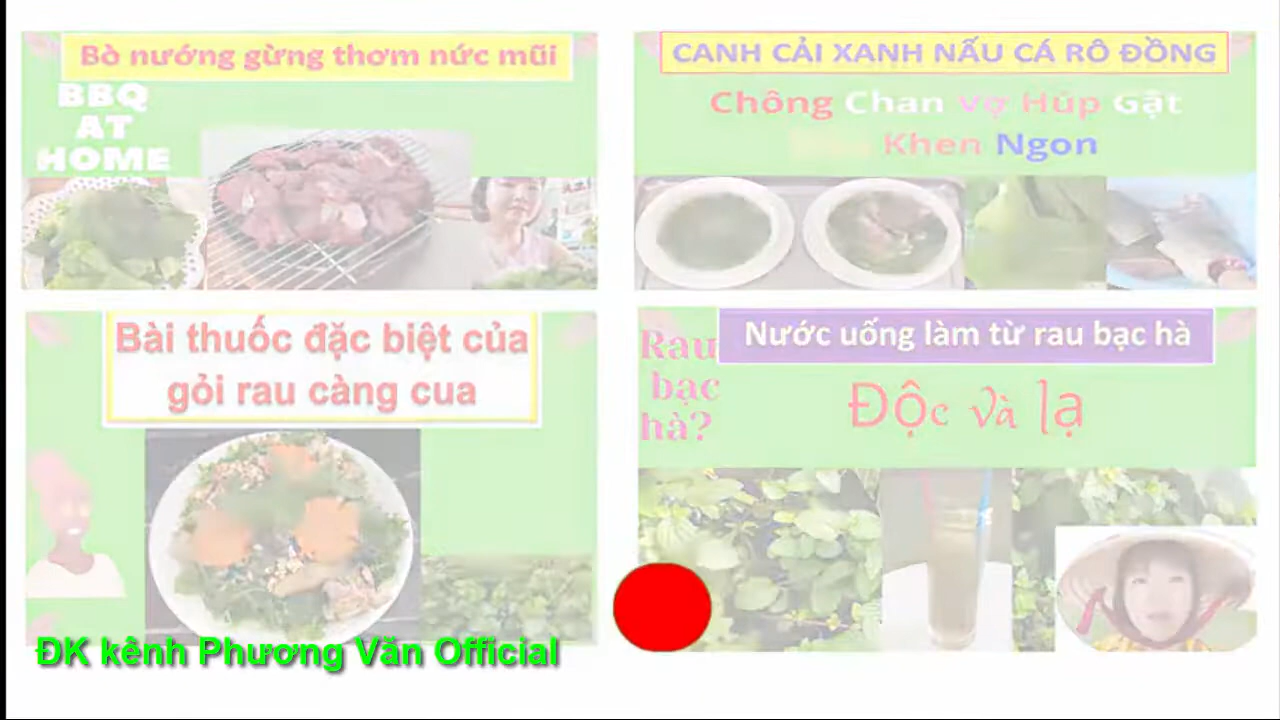 Bò nướng gừng thơm nức mũi
BBQ
AT
HOME
CANH CẢI XANH NẤU CÁ RÔ ĐỒNG
Chồng Chan Vợ Húp Gật
Khen Ngon
Bài thuốc đặc biệt của
gỏi rau càng cua
Nước uống làm từ rau bạc hà
Rau
bạc
hà?
Độc và lạ
ĐK kênh Phương Văn Official